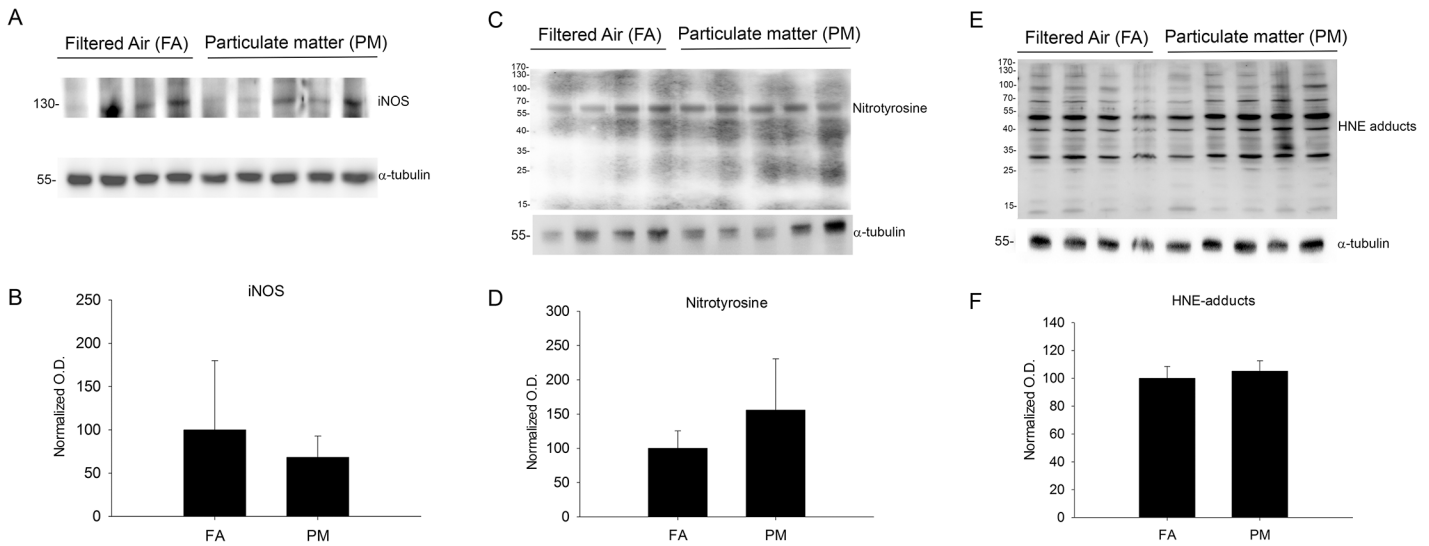 A
Filtered Air (FA) Particulate matter (PM)
130-
iNOS
55-
α-tubulin
B
iNOS
250
200
150
100
50
0
Normalized O.D.
FA PM
C
Filtered Air (FA) Particulate matter (PM)
170-
130-
100-
70-
55-
40-
35-
25-
15-
Nitrotyrosine
55-
α-tubulin
D
Nitrotyrosine
300
250
200
150
100
50
0
Normalized O.D.
FA PM
E
Filtered Air (FA) Particulate matter (PM)
170-
130-
100-
70-
55-
40-
35-
25-
15-
HNE adducts
55-
α-tubulin
F
HNE-adducts
140
120
100
80
60
40
20
0
Normalized O.D.
FA PM